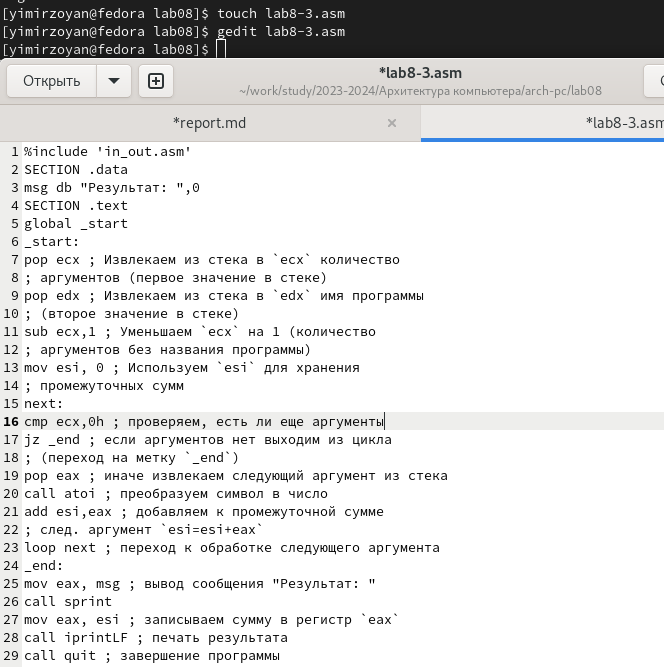 [yimirzoyan@fedora lab08]$ touch lab8-3.asm
[yimirzoyan@fedora lab08]$ gedit lab8-3.asm
[yimirzoyan@fedora lab08]$
Открыть
*lab8-3.asm
~/work/study/2023-2024/Архитектура компьютера/arch-pc/lab08
*report.md ×
*lab8-3.asm
1 %include 'in_out.asm'
2 SECTION .data
3 msg db "Результат: ",0
4 SECTION .text
5 global _start
6 _start:
7 pop ecx ; Извлекаем из стека в `ecx` количество
8 ; аргументов (первое значение в стеке)
9 pop edx ; Извлекаем из стека в `edx` имя программы
10 ; (второе значение в стеке)
11 sub ecx,1 ; Уменьшаем `ecx` на 1 (количество
12 ; аргументов без названия программы)
13 mov esi, 0 ; Используем `esi` для хранения
14 ; промежуточных сумм
15 next:
16 cmp ecx,0h ; проверяем, есть ли еще аргументы
17 jz _end ; если аргументов нет выходим из цикла
18 ; (переход на метку `_end`)
19 pop eax ; иначе извлекаем следующий аргумент из стека
20 call atoi ; преобразуем символ в число
21 add esi,eax ; добавляем к промежуточной сумме
22 ; след. аргумент `esi=esi+eax`
23 loop next ; переход к обработке следующего аргумента
24 _end:
25 mov eax, msg ; вывод сообщения "Результат: "
26 call sprint
27 mov eax, esi ; записываем сумму в регистр `eax`
28 call iprintLF ; печать результата
29 call quit ; завершение программы